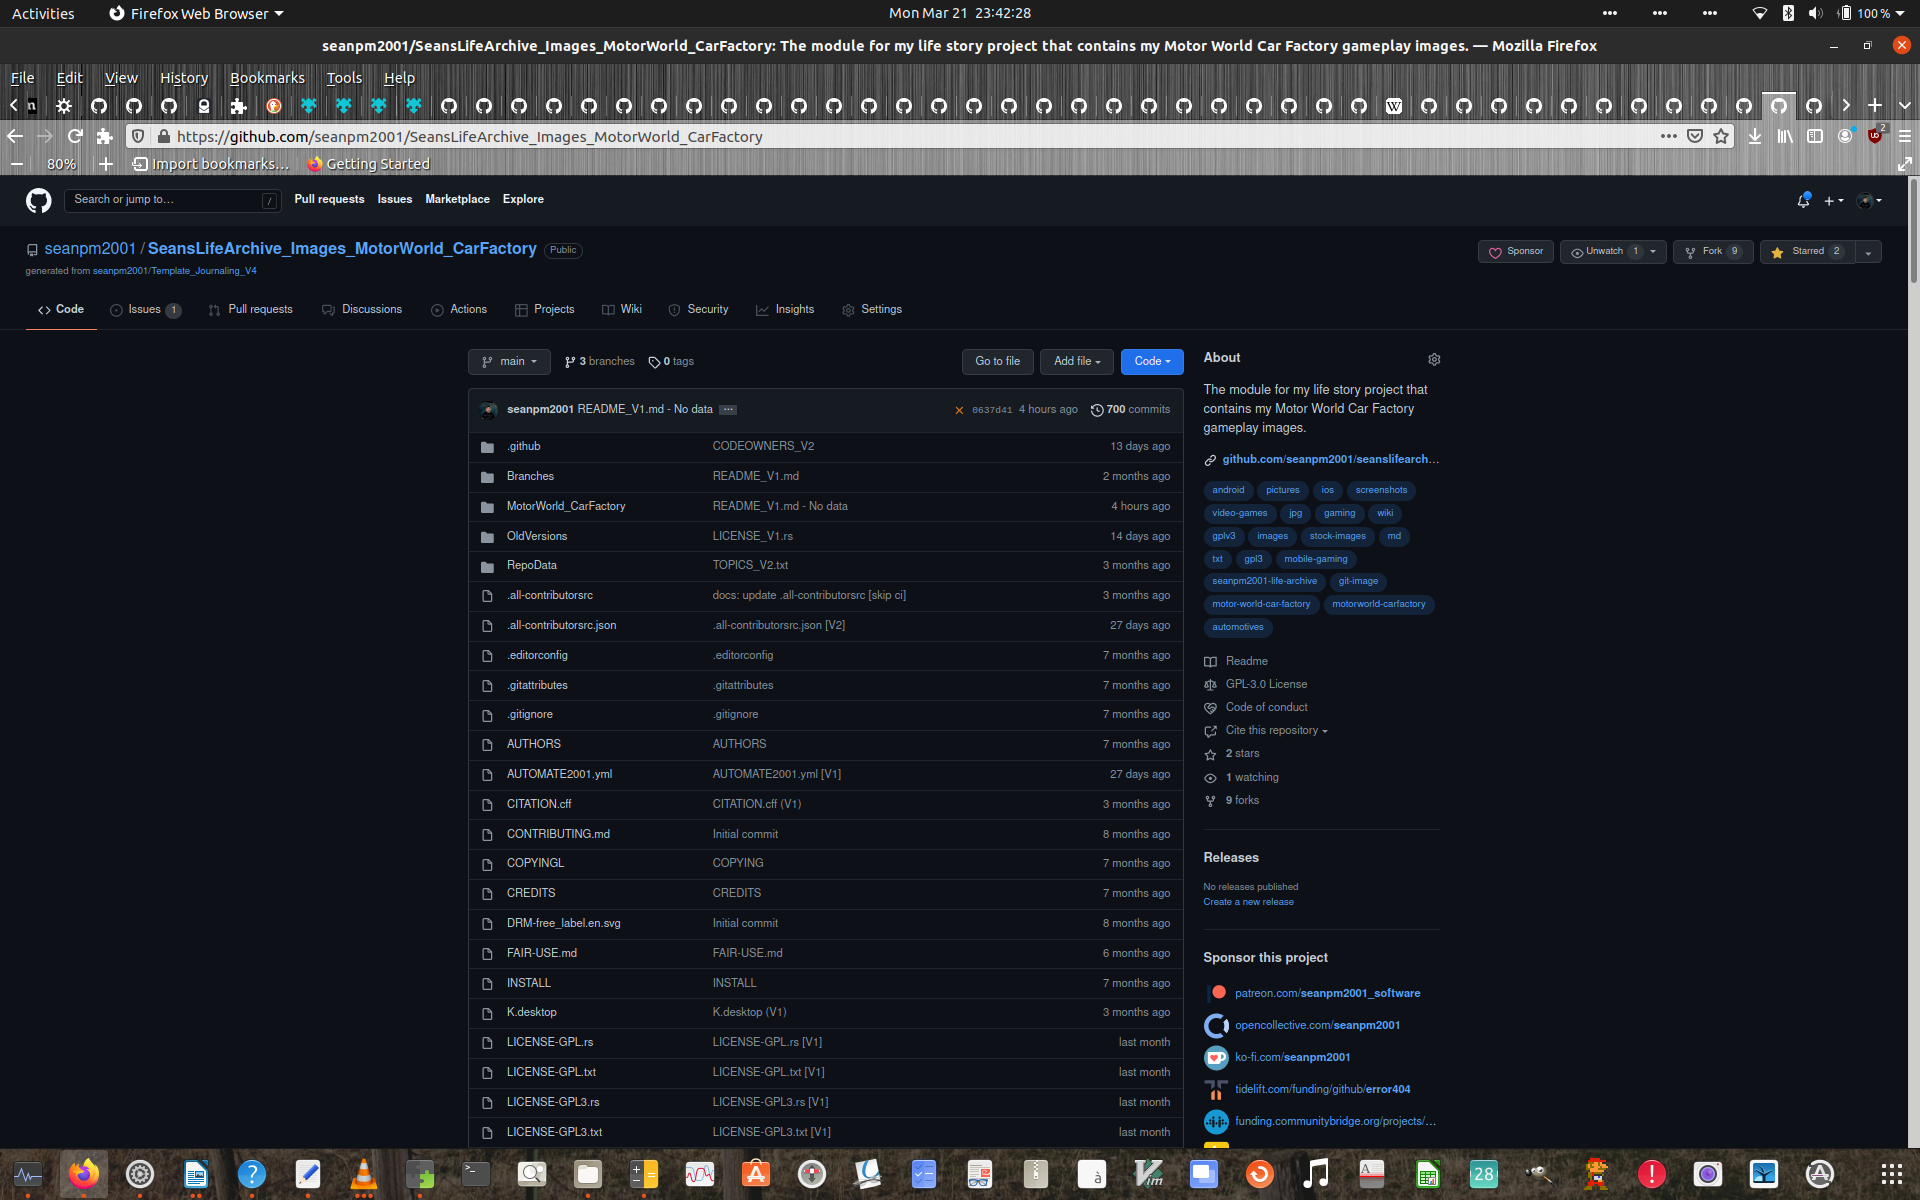 Activities Firefox Web Browser Mon Mar 21 23:42:28 100 %
seanpm2001/SeansLifeArchive_Images_MotorWorld_CarFactory: The module for my life story project that contains my Motor World Car Factory gameplay images. — Mozilla Firefox
File Edit View History Bookmarks Tools Help
https://github.com/seanpm2001/SeansLifeArchive_Images_MotorWorld_CarFactory 2
80% Import bookmarks… Getting Started
Search or jump to… / Pull requests Issues Marketplace Explore
seanpm2001 / SeansLifeArchive_Images_MotorWorld_CarFactory Public Sponsor Unwatch 1 Fork 9 Starred 2
generated from seanpm2001/Template_Journaling_V4
Code Issues 1 Pull requests Discussions Actions Projects Wiki Security Insights Settings
main 3 branches 0 tags Go to file Add file Code
seanpm2001 README_V1.md - No data ... 0637d41 4 hours ago 700 commits
.github CODEOWNERS_V2 13 days ago
Branches README_V1.md 2 months ago
MotorWorld_CarFactory README_V1.md - No data 4 hours ago
OldVersions LICENSE_V1.rs 14 days ago
RepoData TOPICS_V2.txt 3 months ago
.all-contributorsrc docs: update .all-contributorsrc [skip ci] 3 months ago
.all-contributorsrc.json .all-contributorsrc.json [V2] 27 days ago
.editorconfig .editorconfig 7 months ago
.gitattributes .gitattributes 7 months ago
.gitignore .gitignore 7 months ago
AUTHORS AUTHORS 7 months ago
AUTOMATE2001.yml AUTOMATE2001.yml [V1] 27 days ago
CITATION.cff CITATION.cff (V1) 3 months ago
CONTRIBUTING.md Initial commit 8 months ago
COPYINGL COPYING 7 months ago
CREDITS CREDITS 7 months ago
DRM-free_label.en.svg Initial commit 8 months ago
FAIR-USE.md FAIR-USE.md 6 months ago
INSTALL INSTALL 7 months ago
K.desktop K.desktop (V1) 3 months ago
LICENSE-GPL.rs LICENSE-GPL.rs [V1] last month
LICENSE-GPL.txt LICENSE-GPL.txt [V1] last month
LICENSE-GPL3.rs LICENSE-GPL3.rs [V1] last month
LICENSE-GPL3.txt LICENSE-GPL3.txt [V1] last month
About
The module for my life story project that
contains my Motor World Car Factory
gameplay images.
github.com/seanpm2001/seanslifearch…
android pictures ios screenshots
video-games jpg gaming wiki
gplv3 images stock-images md
txt gpl3 mobile-gaming
seanpm2001-life-archive git-image
motor-world-car-factory motorworld-carfactory
automotives
Readme
GPL-3.0 License
Code of conduct
Cite this repository
2 stars
1 watching
9 forks
Releases
No releases published
Create a new release
Sponsor this project
patreon.com/seanpm2001_software
opencollective.com/seanpm2001
ko-fi.com/seanpm2001
tidelift.com/funding/github/error404
funding.communitybridge.org/projects/…
28